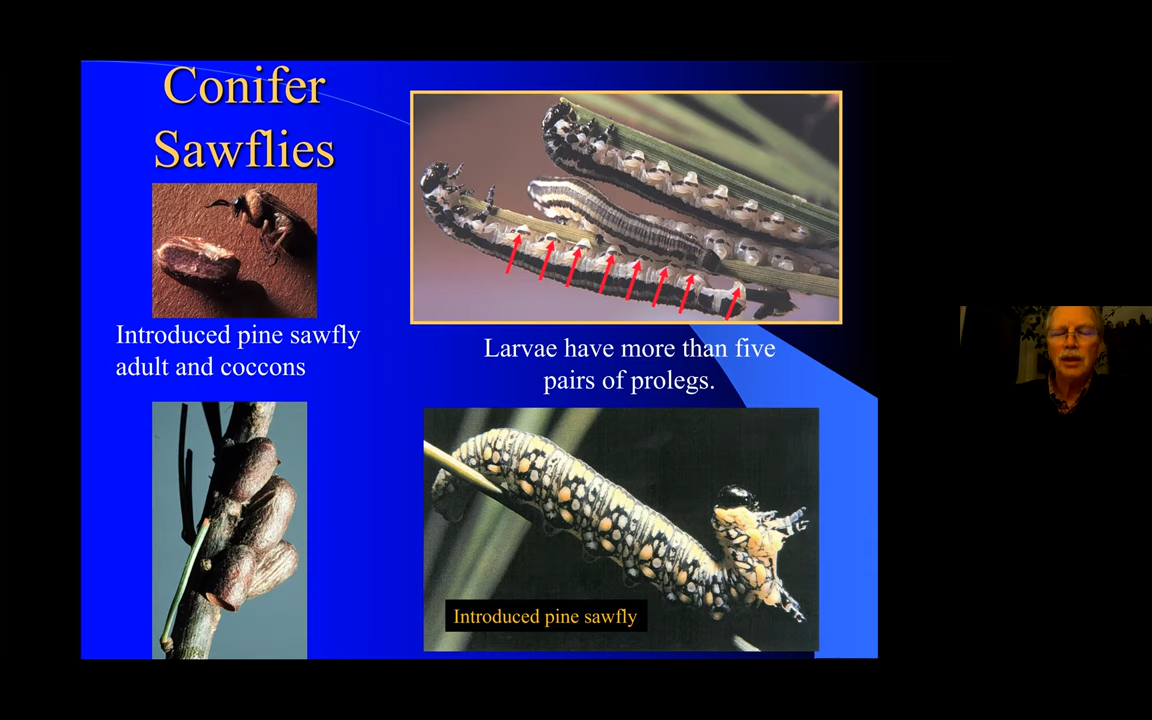 Conifer
Sawflies
Introduced pine sawfly
adult and coccons
Larvae have more than five
pairs of prolegs.
Introduced pine sawfly